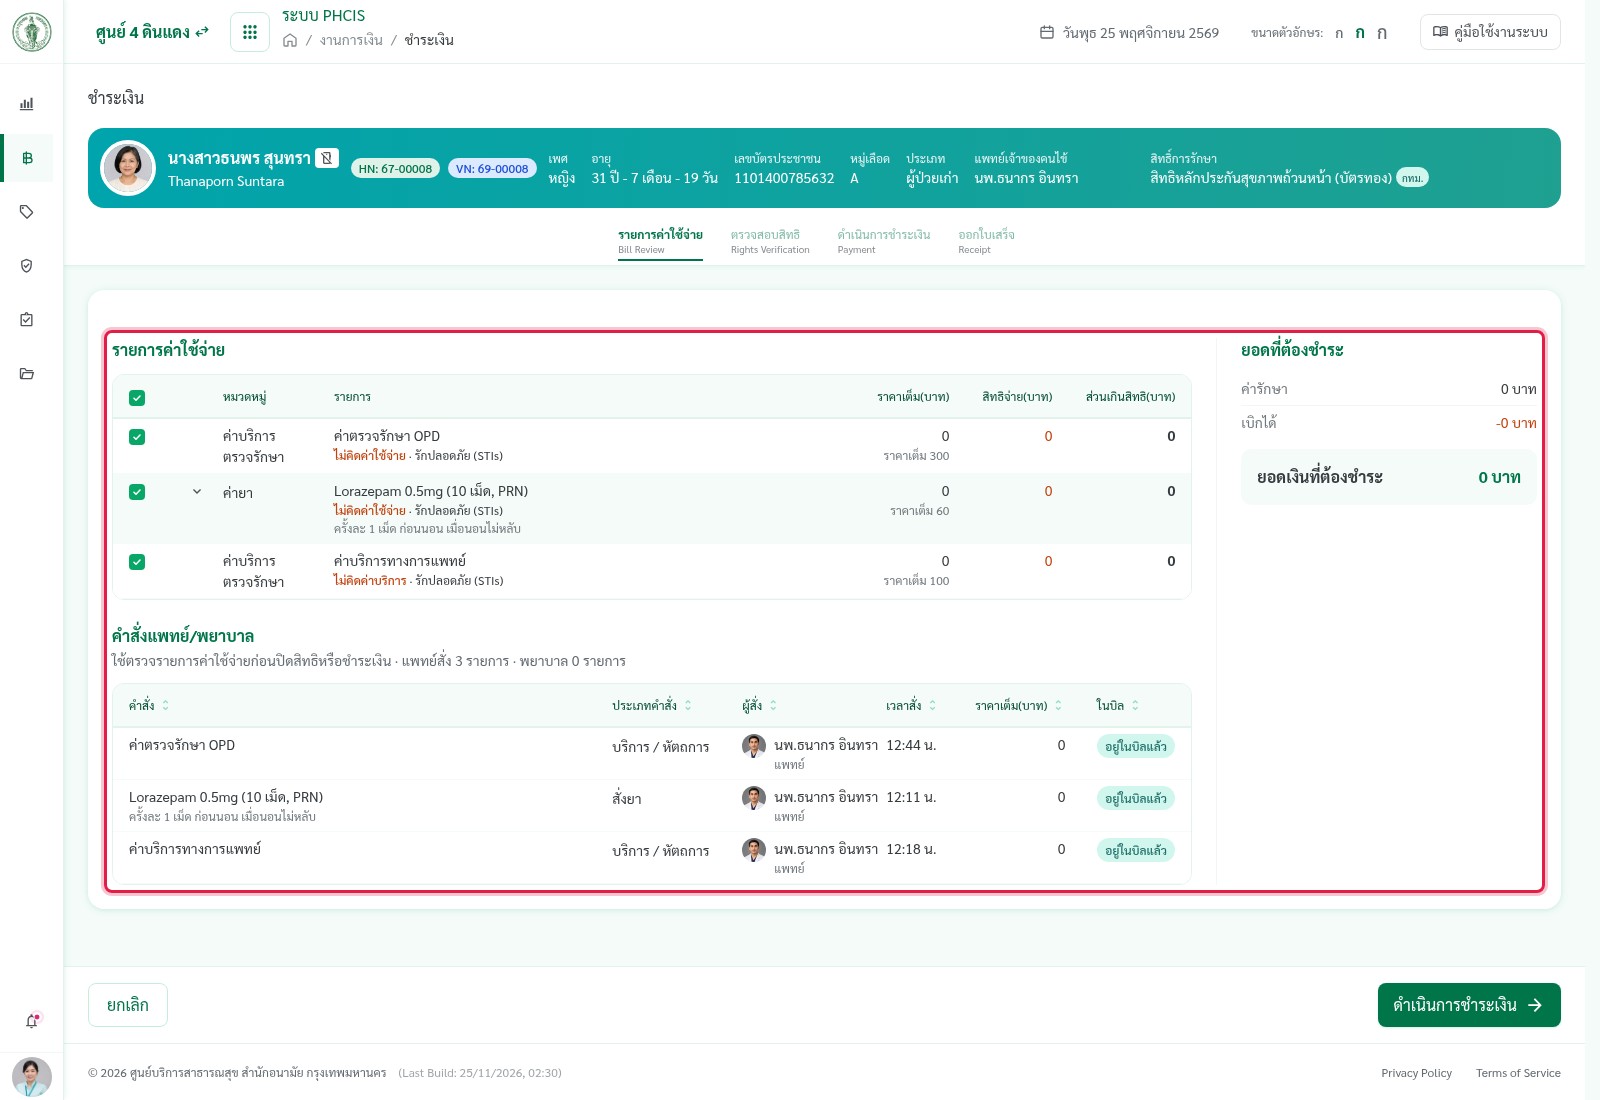 ศูนย์ 4 ดินแดง
ระบบ PHCIS
/ งานการเงิน / ชำระเงิน
วันพุธ 25 พฤศจิกายน 2569
ขนาดตัวอักษร: ก ก ก
คู่มือใช้งานระบบ
ชำระเงิน
นางสาวธนพร สุนทรา
Thanaporn Suntara
HN: 67-00008
VN: 69-00008
เพศ
หญิง
อายุ
31 ปี - 7 เดือน - 19 วัน
เลขบัตรประชาชน
1101400785632
หมู่เลือด
A
ประเภท
ผู้ป่วยเก่า
แพทย์เจ้าของคนไข้
นพ.ธนากร อินทรา
สิทธิ์การรักษา
สิทธิหลักประกันสุขภาพถ้วนหน้า (บัตรทอง) กทม.
รายการค่าใช้จ่าย
Bill Review
ตรวจสอบสิทธิ
Rights Verification
ดำเนินการชำระเงิน
Payment
ออกใบเสร็จ
Receipt
รายการค่าใช้จ่าย
หมวดหมู่ รายการ ราคาเต็ม(บาท) สิทธิจ่าย(บาท) ส่วนเกินสิทธิ(บาท)
ค่าบริการตรวจรักษา ค่าตรวจรักษา OPD 0 0 0
ไม่คิดค่าใช้จ่าย · รักปลอดภัย (STIs) ราคาเต็ม 300
ค่ายา Lorazepam 0.5mg (10 เม็ด, PRN) 0 0 0
ไม่คิดค่าใช้จ่าย · รักปลอดภัย (STIs) ราคาเต็ม 60
ครั้งละ 1 เม็ด ก่อนนอน เมื่อนอนไม่หลับ
ค่าบริการตรวจรักษา ค่าบริการทางการแพทย์ 0 0 0
ไม่คิดค่าบริการ · รักปลอดภัย (STIs) ราคาเต็ม 100
คำสั่งแพทย์/พยาบาล
ใช้ตรวจรายการค่าใช้จ่ายก่อนปิดสิทธิหรือชำระเงิน · แพทย์สั่ง 3 รายการ · พยาบาล 0 รายการ
คำสั่ง ประเภทคำสั่ง ผู้สั่ง เวลาสั่ง ราคาเต็ม(บาท) ในบิล
ค่าตรวจรักษา OPD บริการ / หัตถการ นพ.ธนากร อินทรา 12:44 น. 0 อยู่ในบิลแล้ว
แพทย์
Lorazepam 0.5mg (10 เม็ด, PRN) สั่งยา นพ.ธนากร อินทรา 12:11 น. 0 อยู่ในบิลแล้ว
ครั้งละ 1 เม็ด ก่อนนอน เมื่อนอนไม่หลับ แพทย์
ค่าบริการทางการแพทย์ บริการ / หัตถการ นพ.ธนากร อินทรา 12:18 น. 0 อยู่ในบิลแล้ว
แพทย์
ยอดที่ต้องชำระ
ค่ารักษา 0 บาท
เบิกได้ -0 บาท
ยอดเงินที่ต้องชำระ 0 บาท
ยกเลิก
ดำเนินการชำระเงิน
© 2026 ศูนย์บริการสาธารณสุข สำนักอนามัย กรุงเทพมหานคร (Last Build: 25/11/2026, 02:30)
Privacy Policy Terms of Service